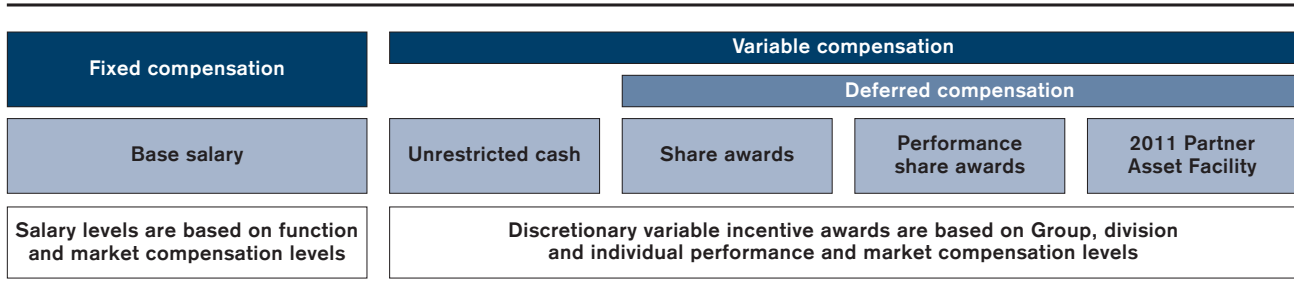 Fixed compensation
Variable compensation
Deferred compensation
Base salary
Unrestricted cash
Share awards
Performance
share awards
2011 Partner
Asset Facility
Salary levels are based on function
and market compensation levels
Discretionary variable incentive awards are based on Group, division
and individual performance and market compensation levels